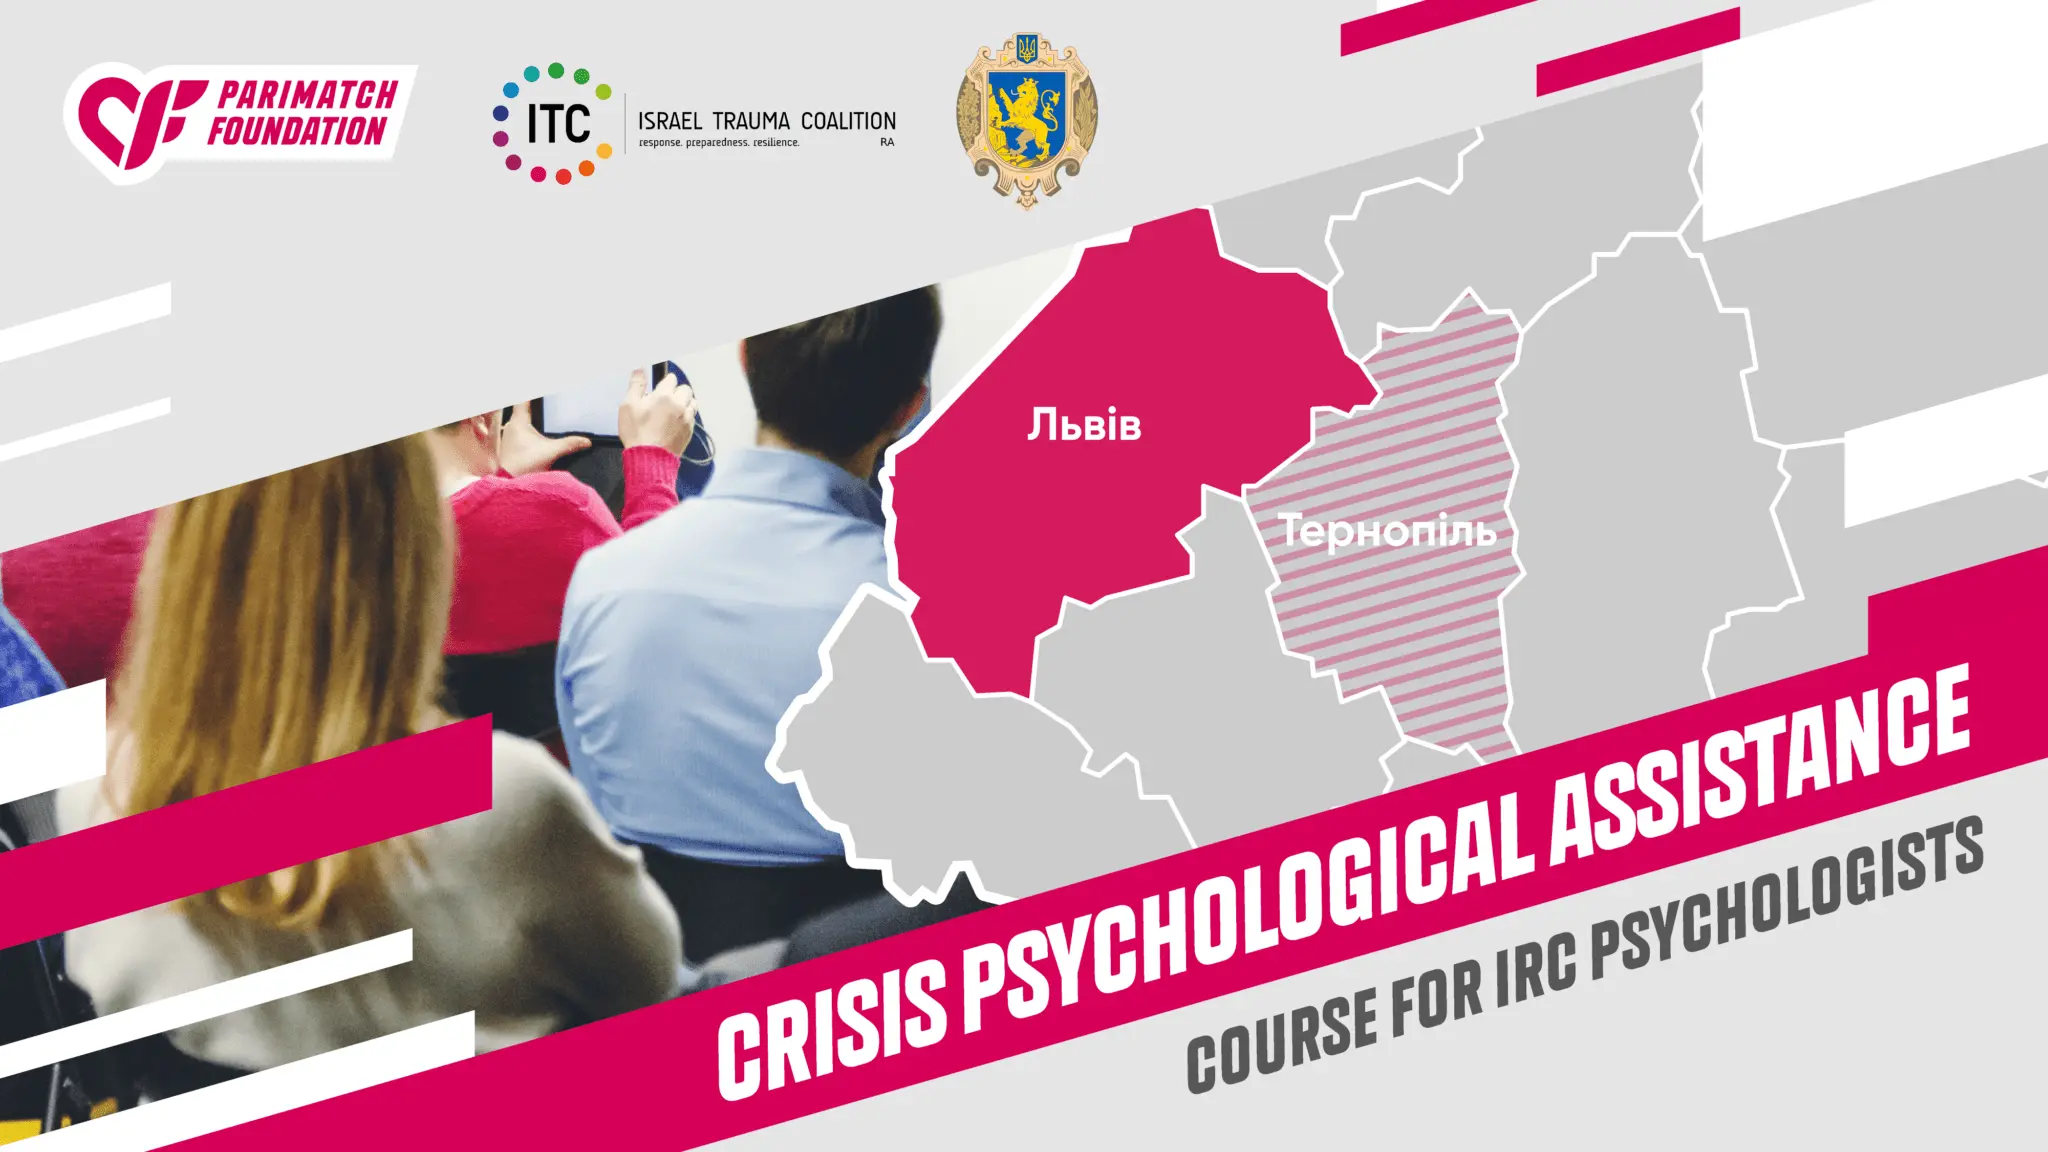 PARIMATCH
FOUNDATION
ITC
ISRAEL TRAUMA COALITION
response. preparedness. resilience.
RA
Львів
Тернопіль
CRISIS PSYCHOLOGICAL ASSISTANCE
COURSE FOR IRC PSYCHOLOGISTS